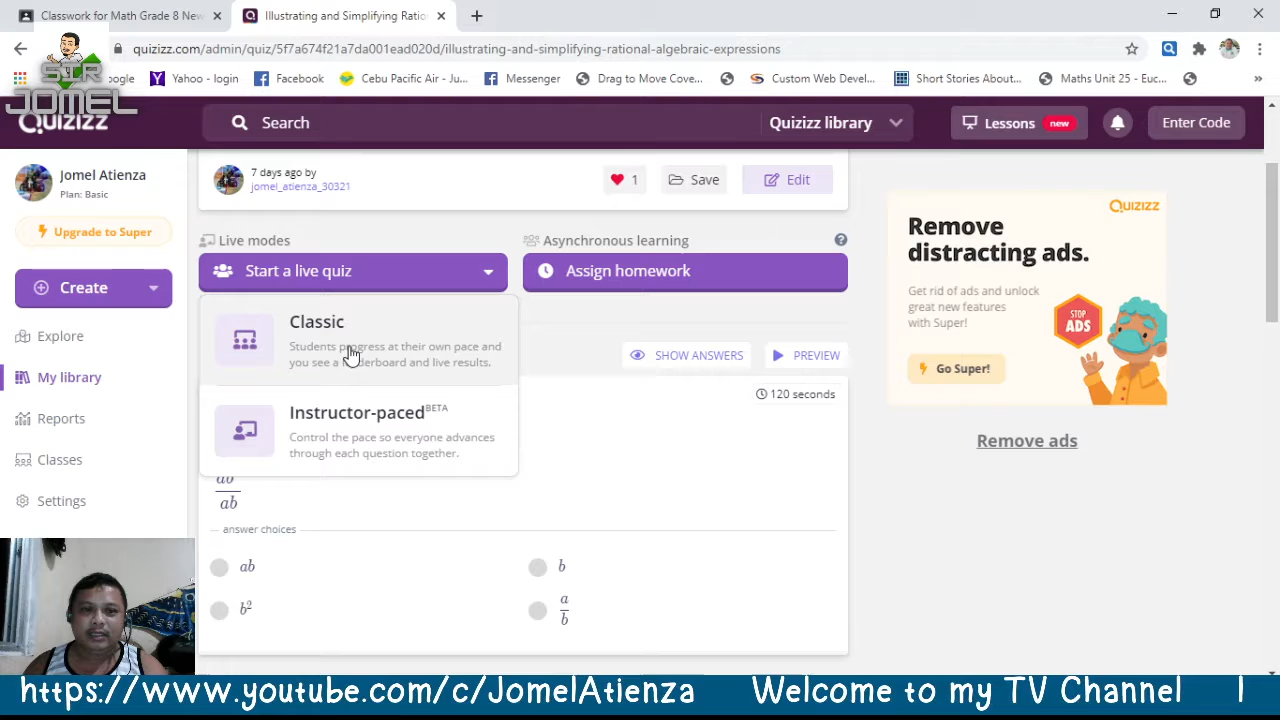 Classwork for Math Grade 8 New
Illustrating and Simplifying Ratio
quizizz.com/admin/quiz/5f7a674f21a7da001ead020d/illustrating-and-simplifying-rational-algebraic-expressions
Yahoo - login
Facebook
Cebu Pacific Air - Ju...
Messenger
Drag to Move Cove...
Custom Web Devel...
Short Stories About...
Maths Unit 25 - Euc...
»
SIR
JOMEL
Quizizz
Search
Quizizz library
Lessons new
Enter Code
Jomel Atienza
Plan: Basic
Upgrade to Super
Create
Explore
My library
Reports
Classes
Settings
7 days ago by
jomel_atienza_30321
1
Save
Edit
Live modes
Asynchronous learning
Start a live quiz
Assign homework
Classic
Students progress at their own pace and
you see a leaderboard and live results.
Instructor-paced BETA
Control the pace so everyone advances
through each question together.
SHOW ANSWERS
PREVIEW
120 seconds
ab
answer choices
ab
b
b²
a
b
QUIZIZZ
Remove
distracting ads.
Get rid of ads and unlock
great new features
with Super!
STOP
ADS
Go Super!
Remove ads
https://www.youtube.com/c/JomelAtienza
Welcome to my TV Channel